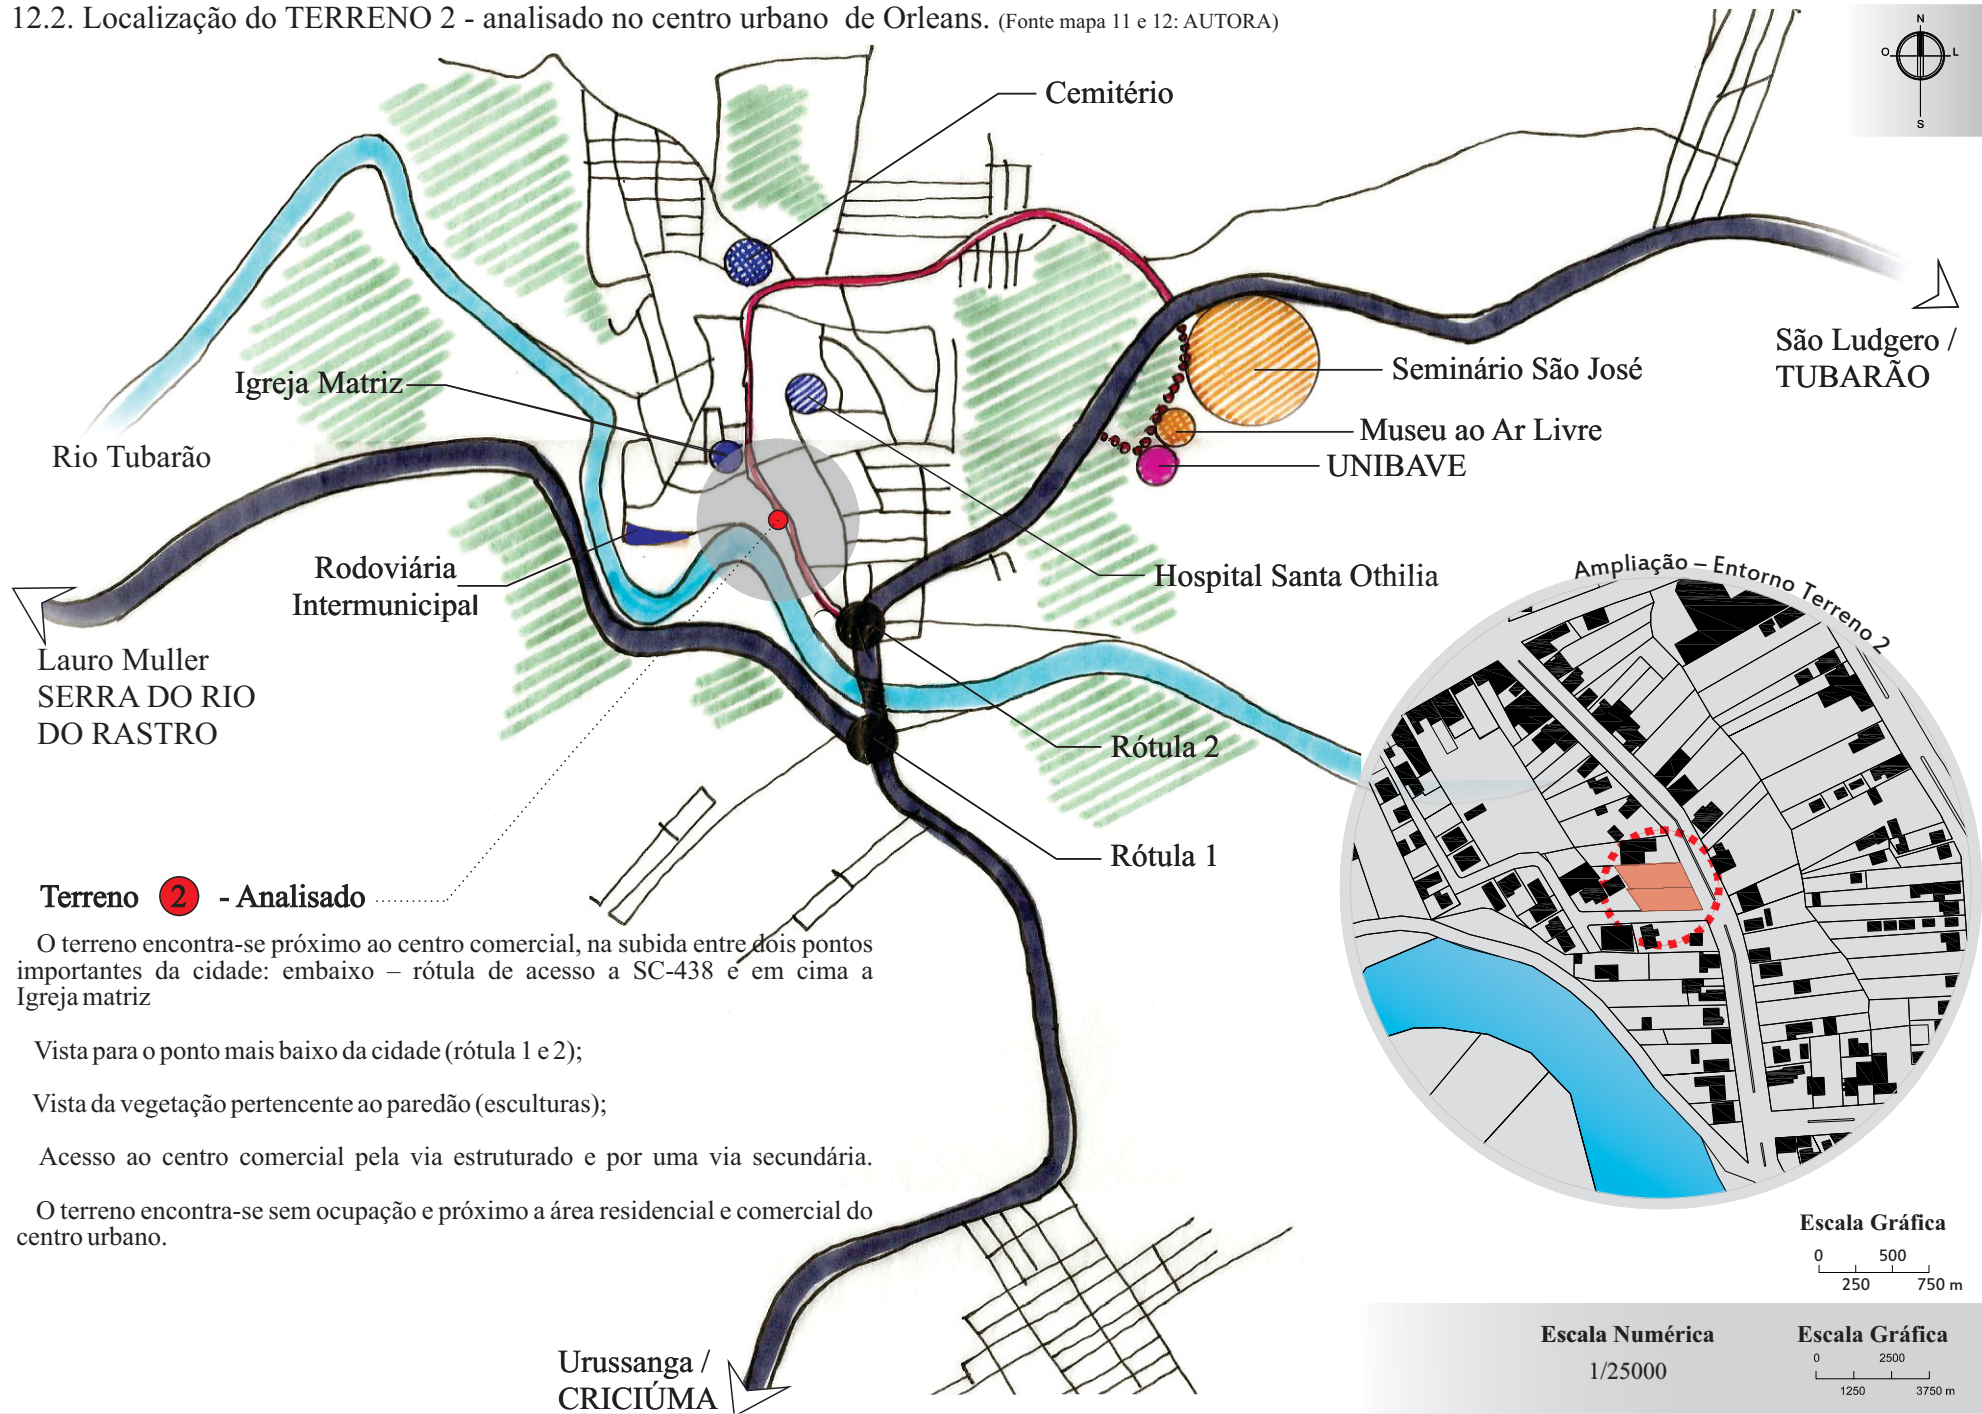 12.2. Localização do TERRENO 2 - analisado no centro urbano de Orleans. (Fonte mapa 11 e 12: AUTORA)
N
O
L
S
Cemitério
São Ludgero /
TUBARÃO
Seminário São José
Igreja Matriz
Museu ao Ar Livre
UNIBAVE
Rio Tubarão
Rodoviária
Intermunicipal
Hospital Santa Othilia
Ampliação – Entorno Terreno 2
Lauro Muller
SERRA DO RIO
DO RASTRO
Rótula 2
Rótula 1
Terreno 2 - Analisado
O terreno encontra-se próximo ao centro comercial, na subida entre dois pontos
importantes da cidade: embaixo – rótula de acesso a SC-438 e em cima a
Igreja matriz
Vista para o ponto mais baixo da cidade (rótula 1 e 2);
Vista da vegetação pertencente ao paredão (esculturas);
Acesso ao centro comercial pela via estruturado e por uma via secundária.
O terreno encontra-se sem ocupação e próximo a área residencial e comercial do
centro urbano.
Urussanga /
CRICIÚMA
Escala Gráfica
0 500
250 750 m
Escala Numérica
1/25000
Escala Gráfica
0 2500
1250 3750 m